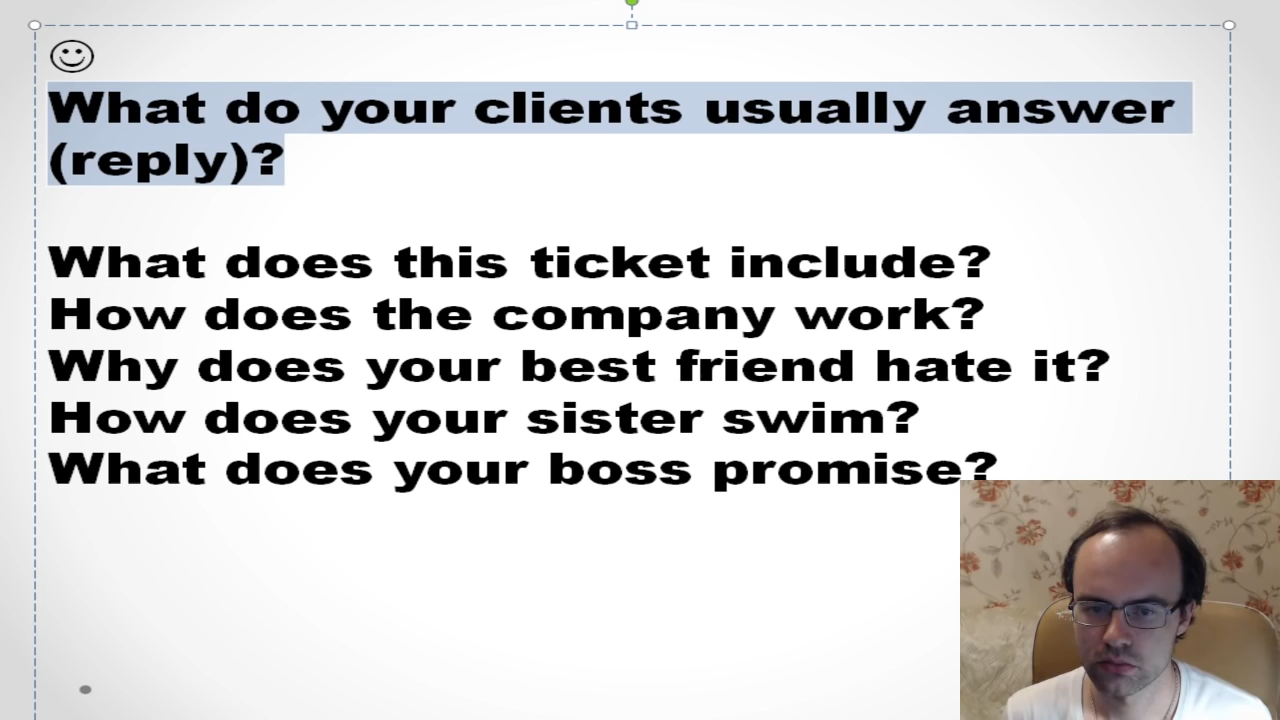 What do your clients usually answer
(reply)?
What does this ticket include?
How does the company work?
Why does your best friend hate it?
How does your sister swim?
What does your boss promise?